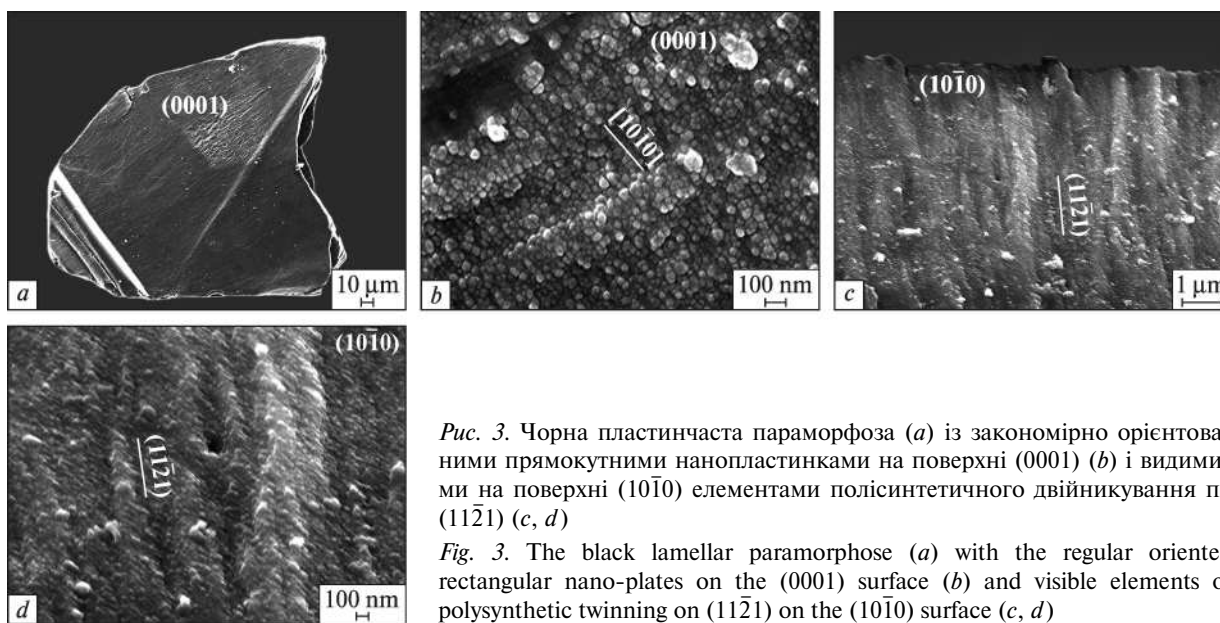 (0001)
a
10 μm
(0001)
[101̄0]
b
100 nm
(101̄0)
(112̄1)
c
1 μm
(101̄0)
(112̄1)
d
100 nm
Рис. 3. Чорна пластинчаста параморфоза (a) із закономірно орієнтова
ними прямокутними нанопластинками на поверхні (0001) (b) і видими
ми на поверхні (101̄0) елементами полісинтетичного двійникування п
(112̄1) (c, d)
Fig. 3. The black lamellar paramorphose (a) with the regular oriente
rectangular nano-plates on the (0001) surface (b) and visible elements o
polysynthetic twinning on (112̄1) on the (101̄0) surface (c, d)